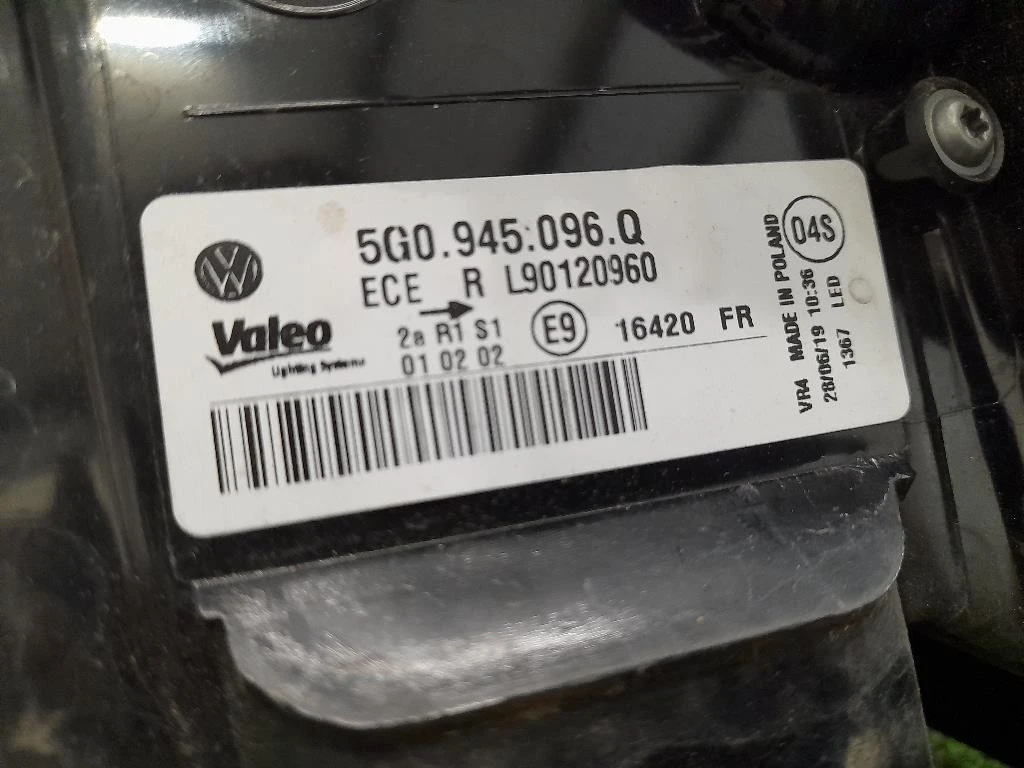 5G0.945.096.Q
ECE R L90120960
VW
Valeo
Lighting Systems
2a R1 S1
01 02 02
E9
16420 FR
VR4 MADE IN POLAND
28/06/19 10:36
1367 LED
04S